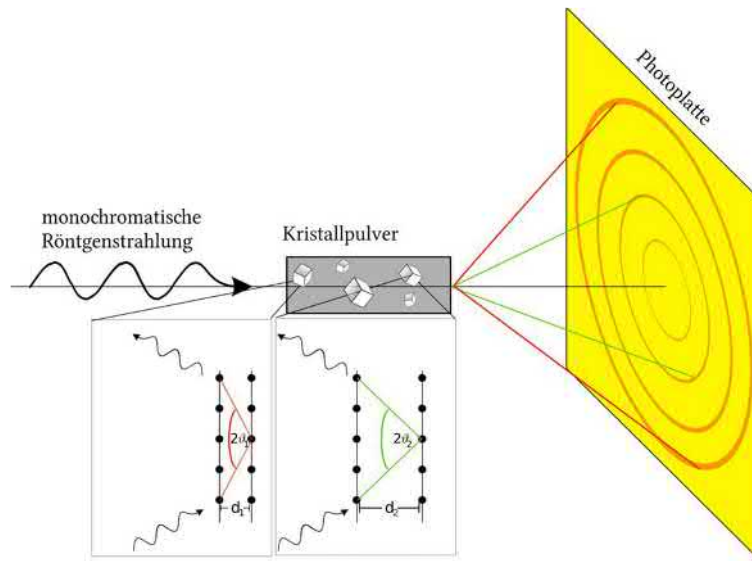 Photoplatte
monochromatische
Röntgenstrahlung
Kristallpulver
2ϑ₁
2ϑ₂
d₁
d₂